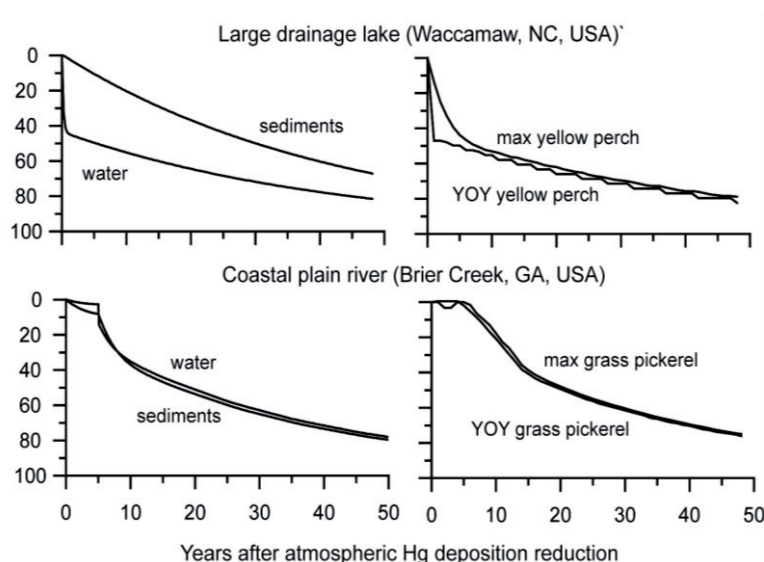 Large drainage lake (Waccamaw, NC, USA)`
0
20
40
60
80
100
sediments
water
max yellow perch
YOY yellow perch
Coastal plain river (Brier Creek, GA, USA)
0
20
40
60
80
100
water
sediments
max grass pickerel
YOY grass pickerel
0 10 20 30 40 50
0 10 20 30 40 50
Years after atmospheric Hg deposition reduction